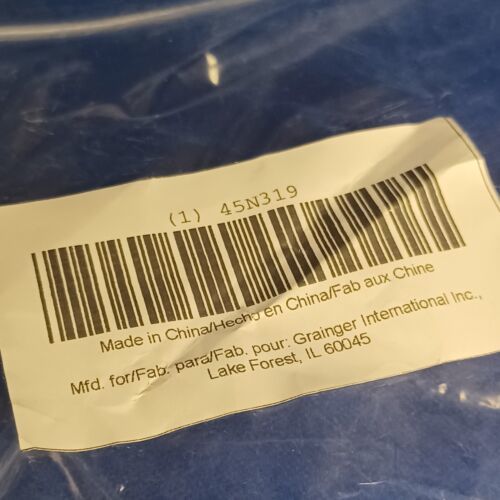 (1) 45N319
Made in China/Hecho en China/Fab aux Chine
Mfd. for/Fab. para/Fab. pour: Grainger International Inc.,
Lake Forest, IL 60045